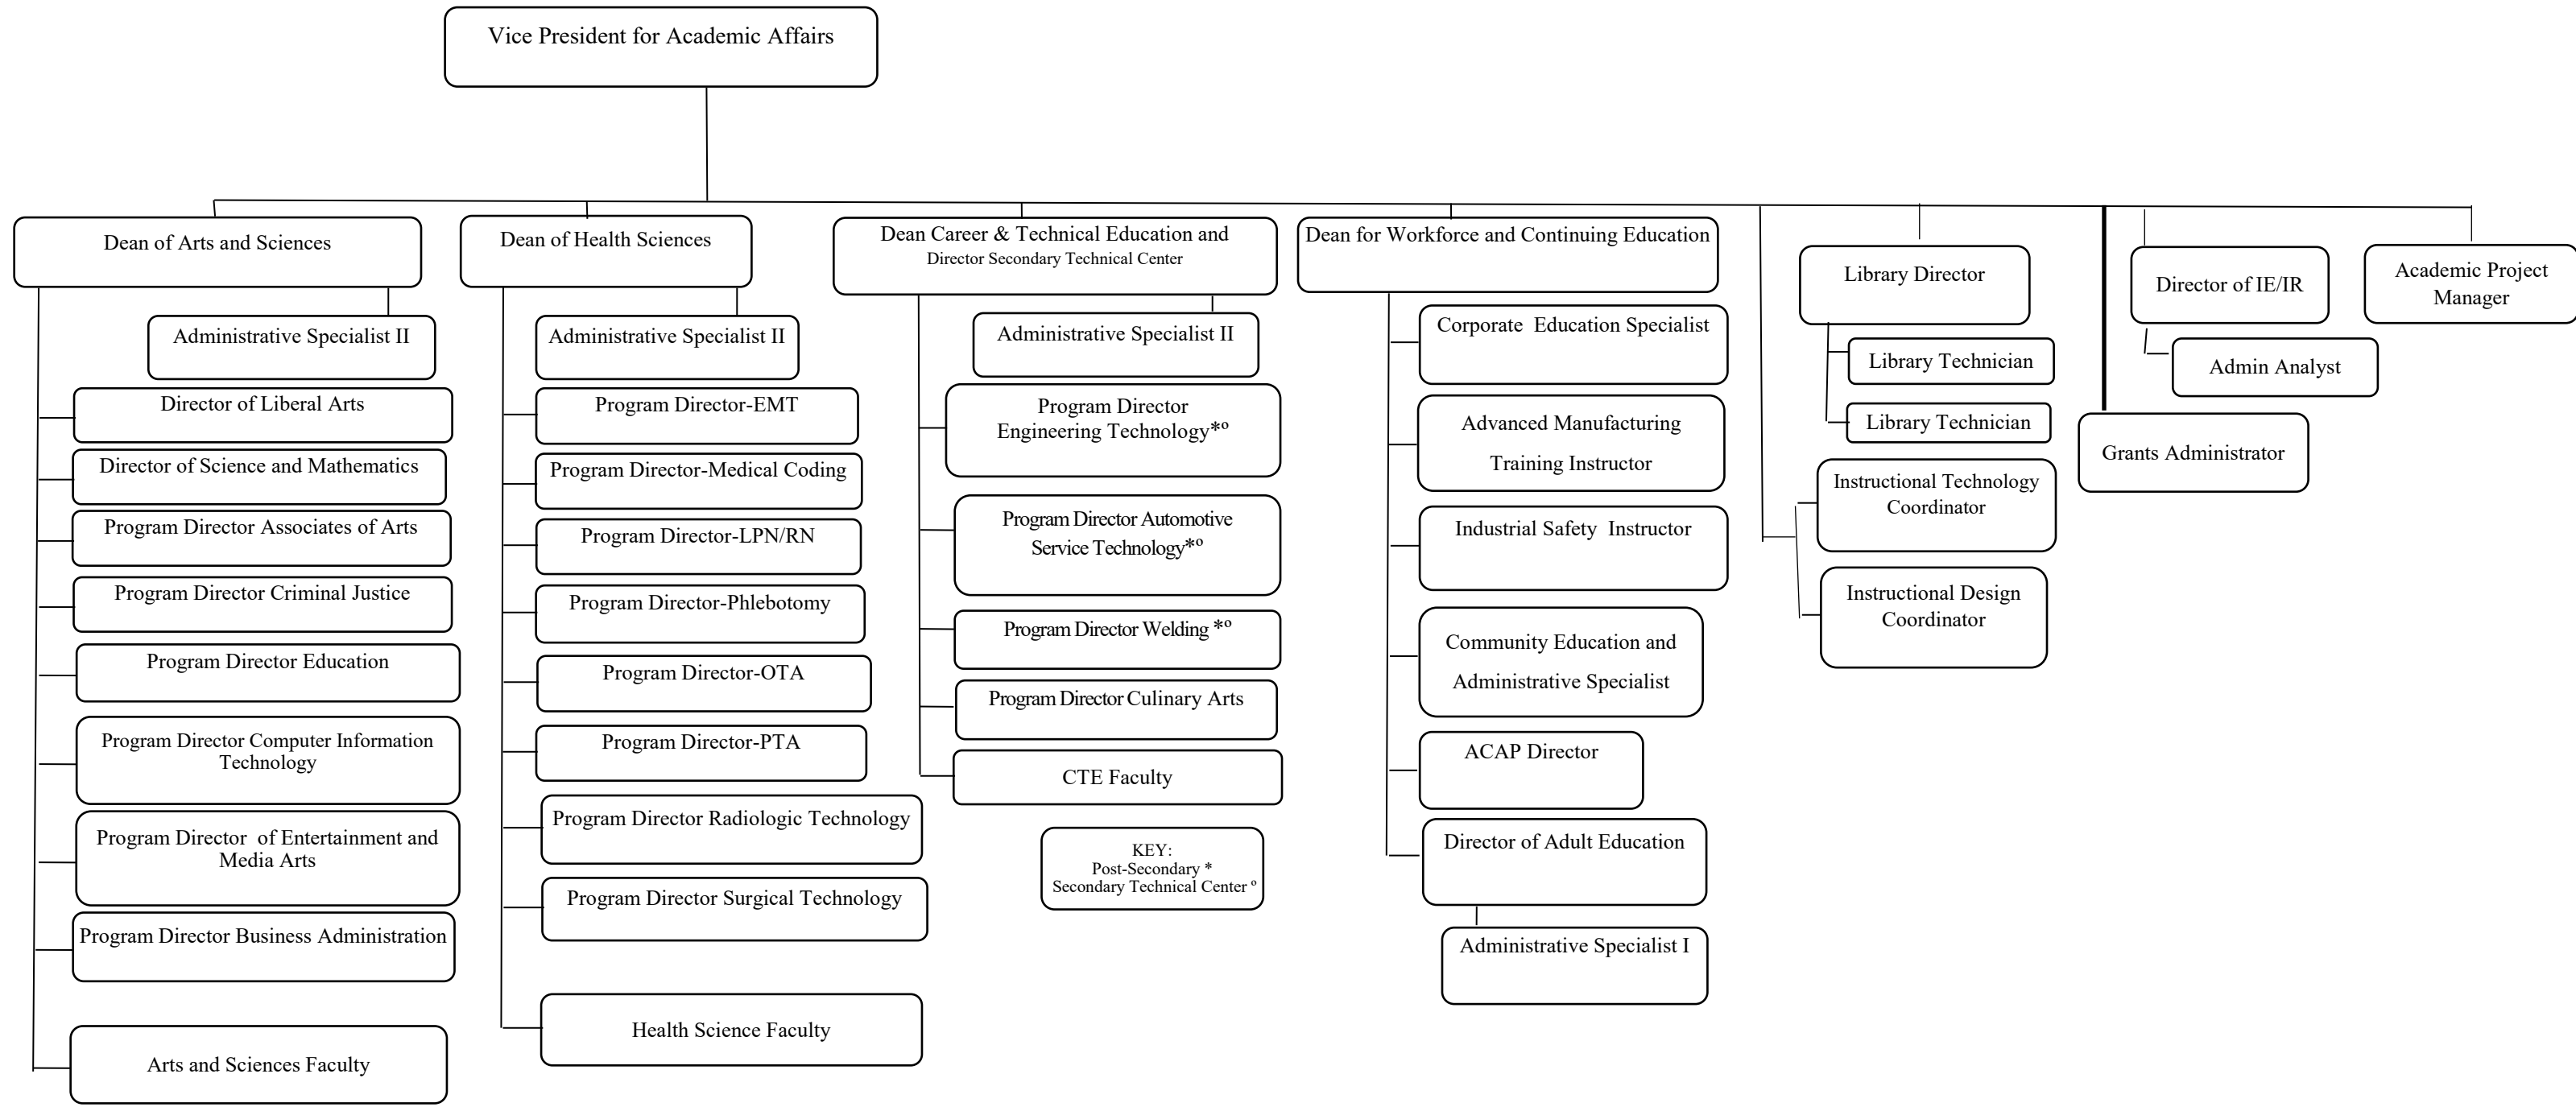 Vice President for Academic Affairs
Dean of Arts and Sciences
Administrative Specialist II
Director of Liberal Arts
Director of Science and Mathematics
Program Director Associates of Arts
Program Director Criminal Justice
Program Director Education
Program Director Computer Information
Technology
Program Director  of Entertainment and
Media Arts
Program Director Business Administration
Arts and Sciences Faculty
Dean of Health Sciences
Administrative Specialist II
Program Director-EMT
Program Director-Medical Coding
Program Director-LPN/RN
Program Director-Phlebotomy
Program Director-OTA
Program Director-PTA
Program Director Radiologic Technology
Program Director Surgical Technology
Health Science Faculty
Dean Career & Technical Education and
Director Secondary Technical Center
Administrative Specialist II
Program Director
Engineering Technology*º
Program Director Automotive
Service Technology*º
Program Director Welding *º
Program Director Culinary Arts
CTE Faculty
KEY:
Post-Secondary *
Secondary Technical Center º
Dean for Workforce and Continuing Education
Corporate  Education Specialist
Advanced Manufacturing
Training Instructor
Industrial Safety  Instructor
Community Education and
Administrative Specialist
ACAP Director
Director of Adult Education
Administrative Specialist I
Library Director
Library Technician
Library Technician
Instructional Technology
Coordinator
Instructional Design
Coordinator
Grants Administrator
Director of IE/IR
Admin Analyst
Academic Project
Manager